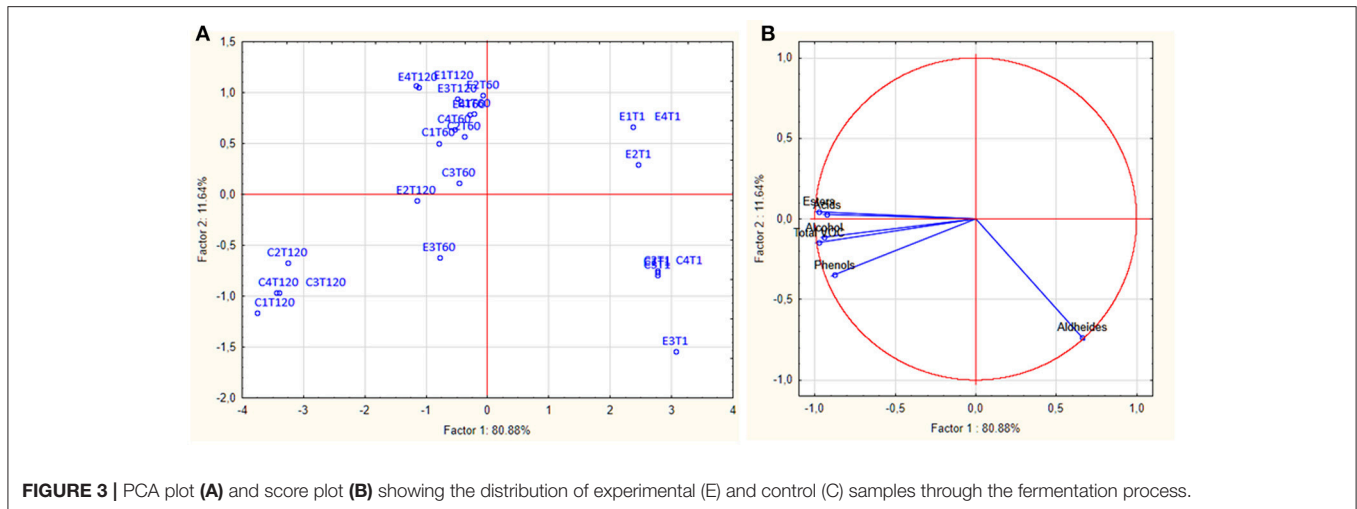 A
1,5
1,0
0,5
0,0
-0,5
-1,0
-1,5
-2,0
Factor 2: 11.64%
-4 -3 -2 -1 0 1 2 3 4
Factor 1: 80.88%
E4T120 E1T120
E3T120 E2T60
C4T60
C1T60
C3T60
E2T120
E3T60
C2T120
C4T120 C3T120
C1T120
E1T1 E4T1
E2T1
C4T1
E3T1
B
1,0
0,5
0,0
-0,5
-1,0
Factor 2 : 11.64%
-1,0 -0,5 0,0 0,5 1,0
Factor 1 : 80.88%
Esters
Acids
Alcohol
Total VOC
Phenols
Aldheides
FIGURE 3 | PCA plot (A) and score plot (B) showing the distribution of experimental (E) and control (C) samples through the fermentation process.